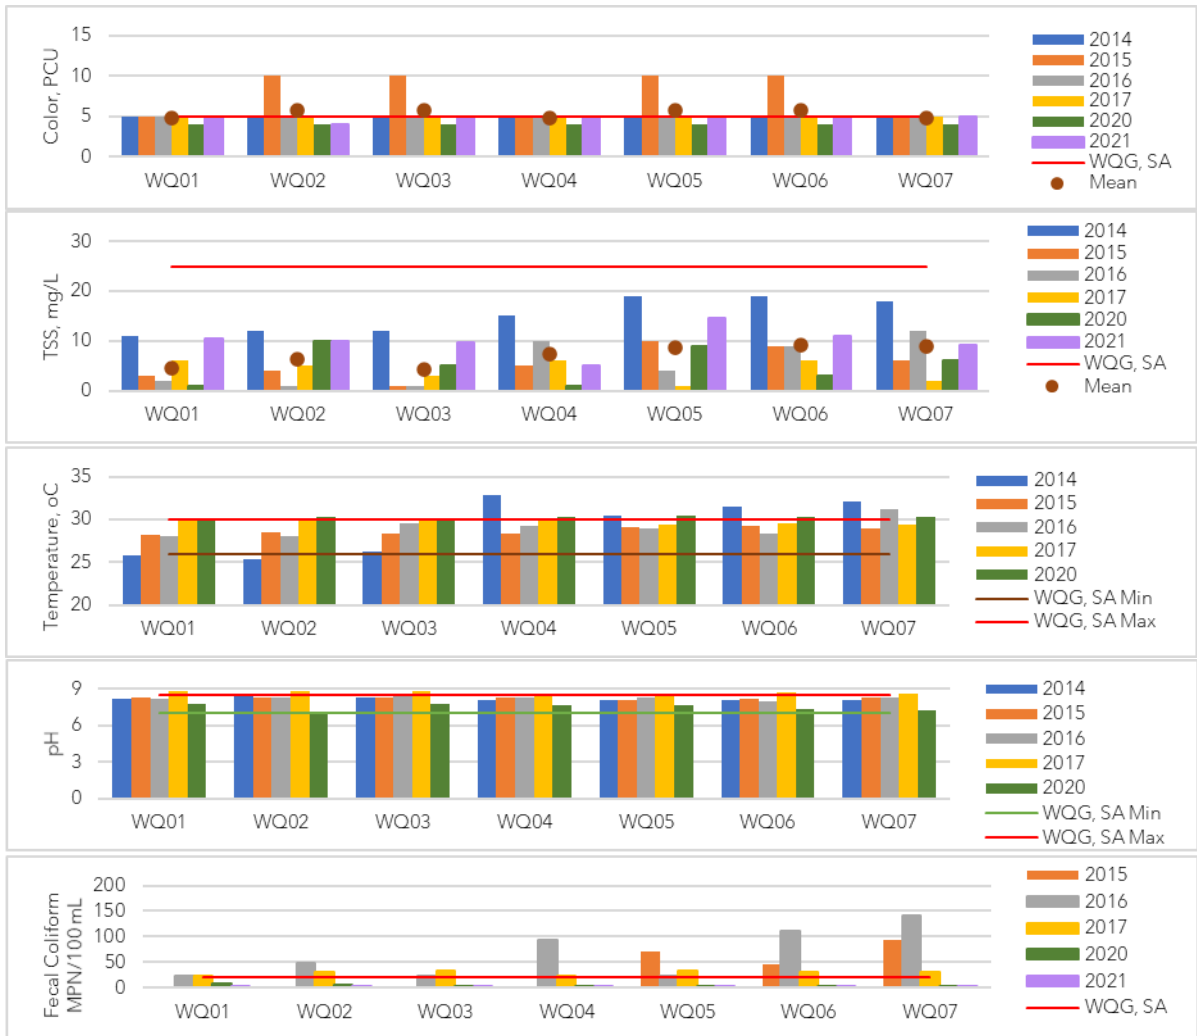 Color, PCU
15
10
5
0
WQ01 WQ02 WQ03 WQ04 WQ05 WQ06 WQ07
2014
2015
2016
2017
2020
2021
WQG, SA
Mean
TSS, mg/L
30
20
10
0
WQ01 WQ02 WQ03 WQ04 WQ05 WQ06 WQ07
2014
2015
2016
2017
2020
2021
WQG, SA
Mean
Temperature, oC
35
30
25
20
WQ01 WQ02 WQ03 WQ04 WQ05 WQ06 WQ07
2014
2015
2016
2017
2020
WQG, SA Min
WQG, SA Max
pH
9
6
3
0
WQ01 WQ02 WQ03 WQ04 WQ05 WQ06 WQ07
2014
2015
2016
2017
2020
WQG, SA Min
WQG, SA Max
Fecal Coliform
MPN/100 mL
200
150
100
50
0
WQ01 WQ02 WQ03 WQ04 WQ05 WQ06 WQ07
2015
2016
2017
2020
2021
WQG, SA